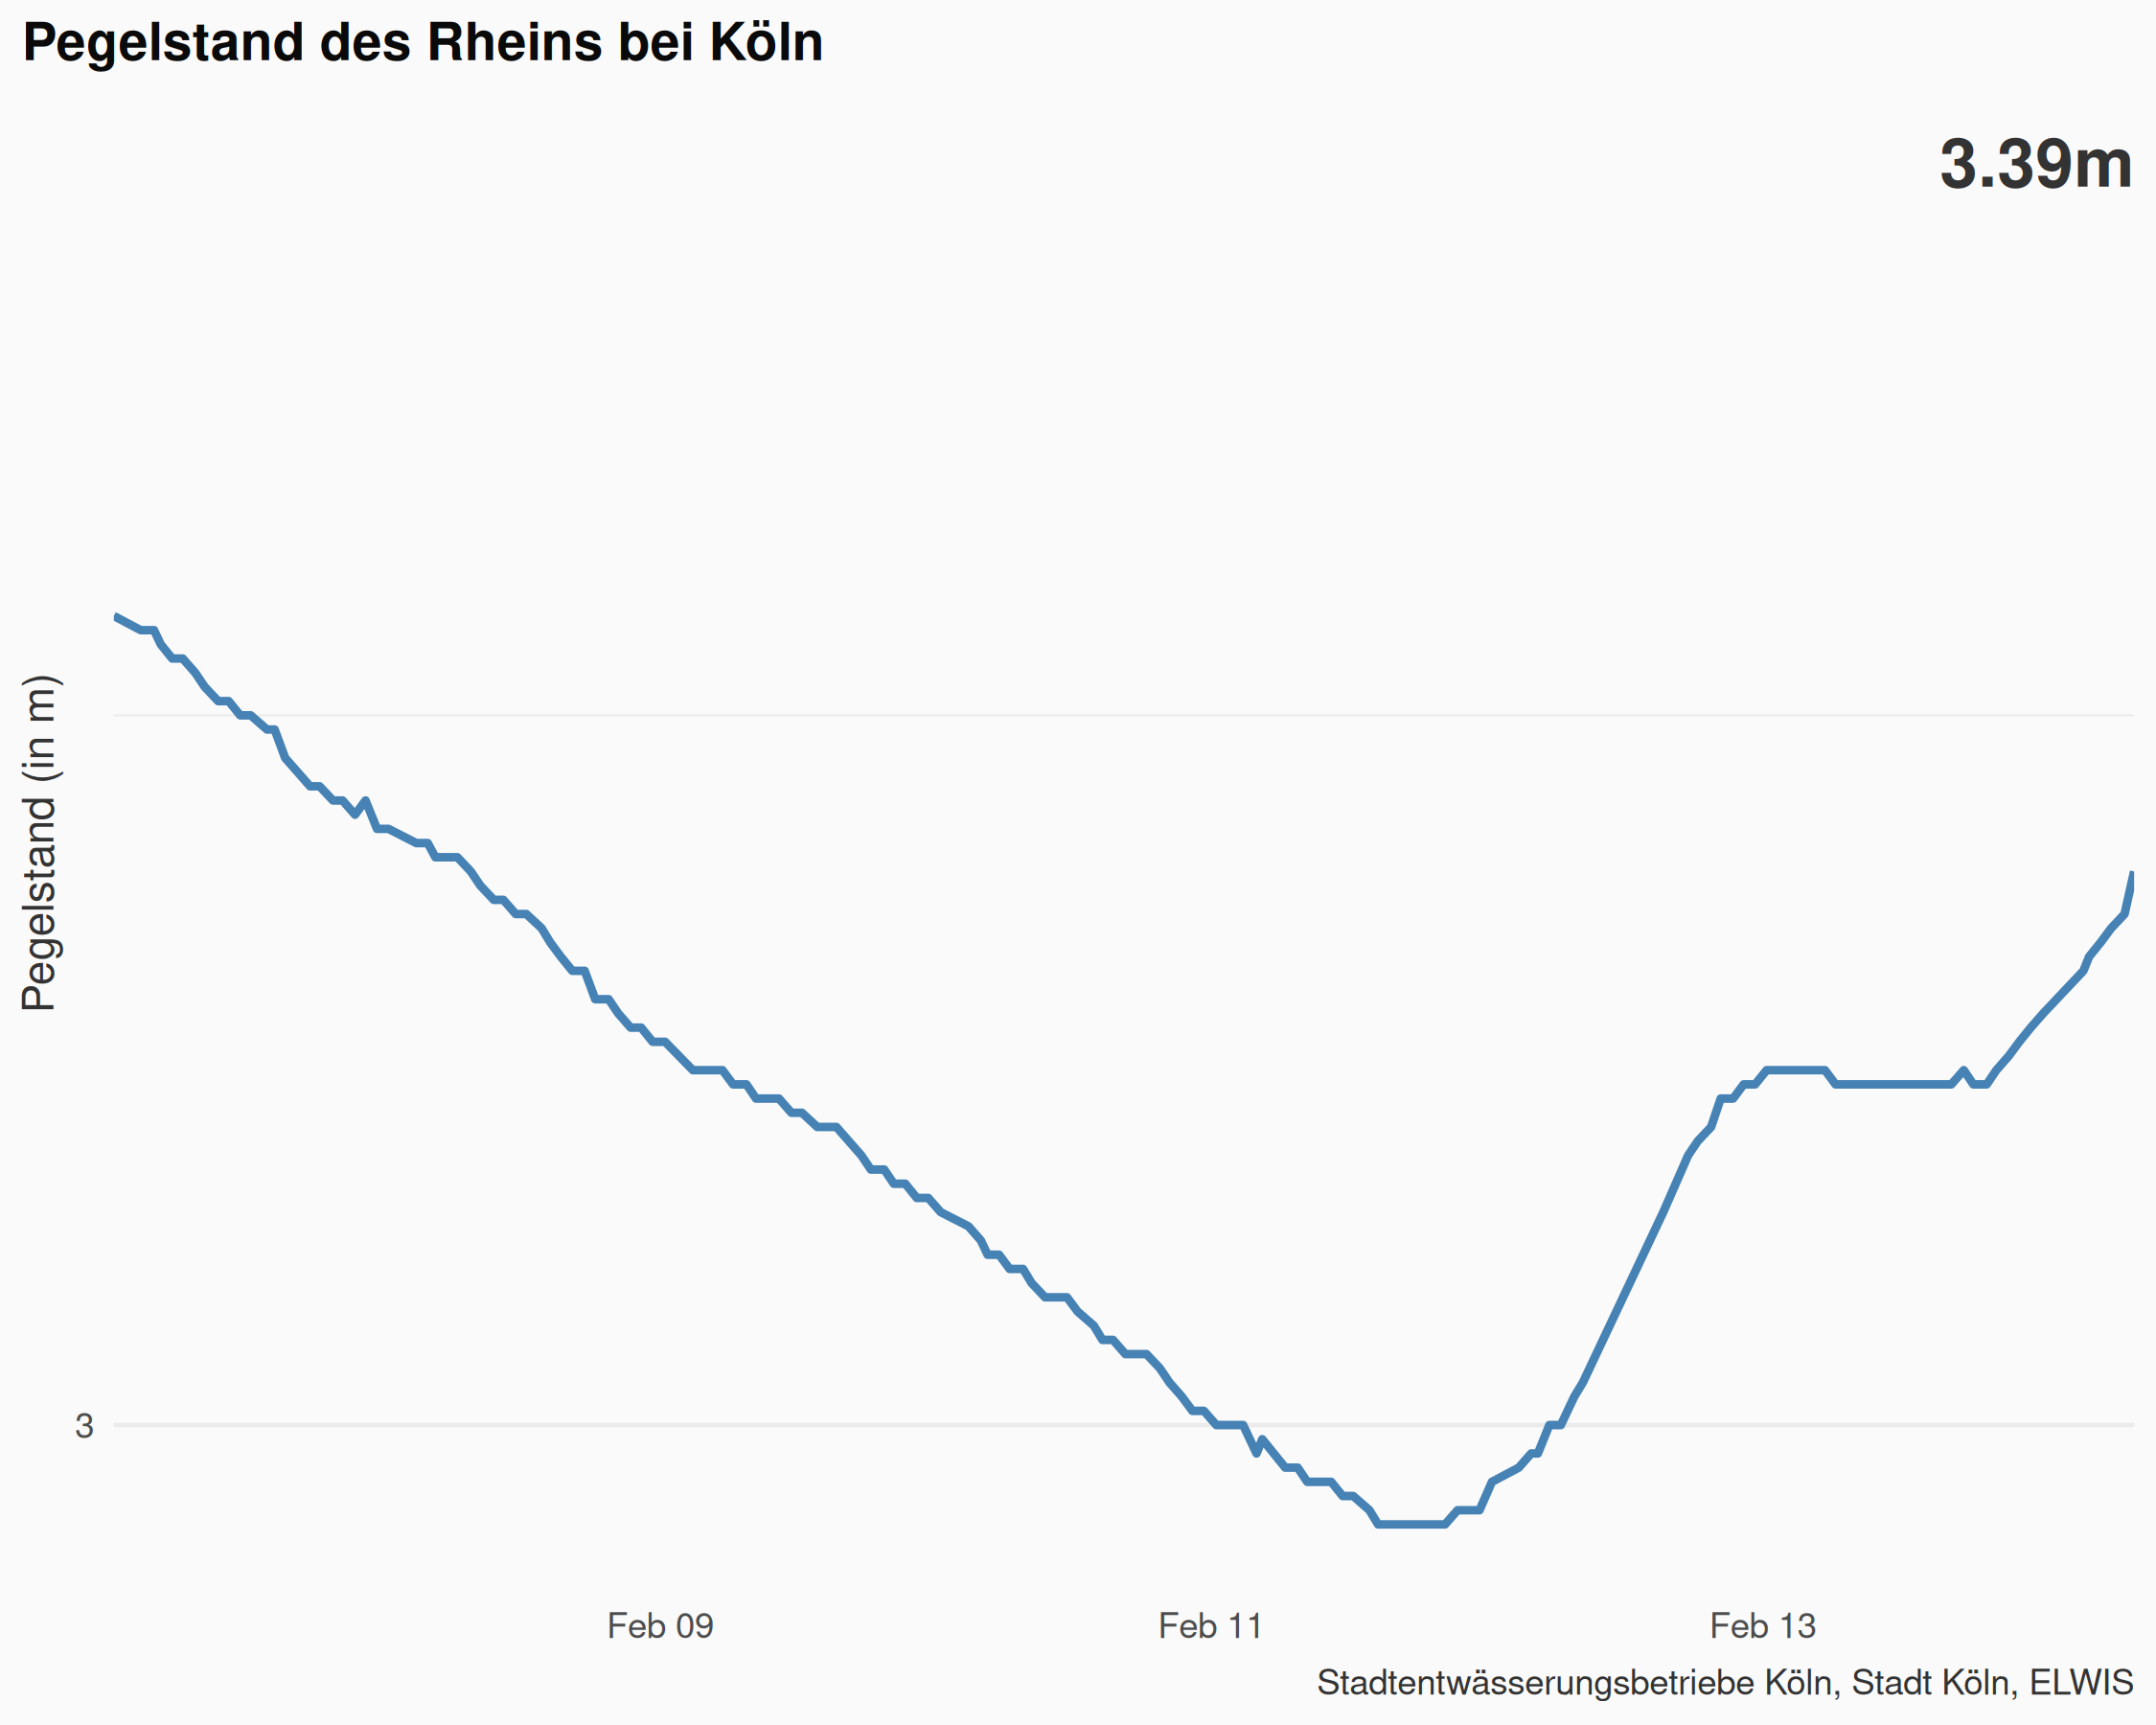 Pegelstand des Rheins bei Köln
3.39m
Pegelstand (in m)
3
Feb 09
Feb 11
Feb 13
Stadtentwässerungsbetriebe Köln, Stadt Köln, ELWIS